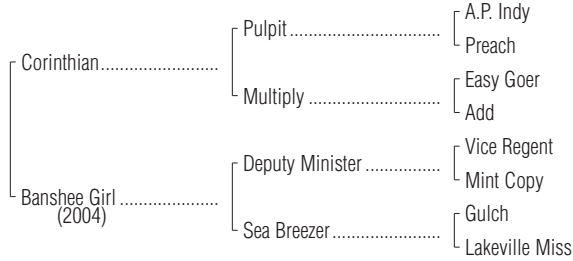 A.P. Indy
Pulpit..............................
Preach
Corinthian........................
Easy Goer
Multiply ...........................
Add
Vice Regent
Deputy Minister ...............
Mint Copy
Banshee Girl ....................
(2004)
Gulch
Sea Breezer......................
Lakeville Miss